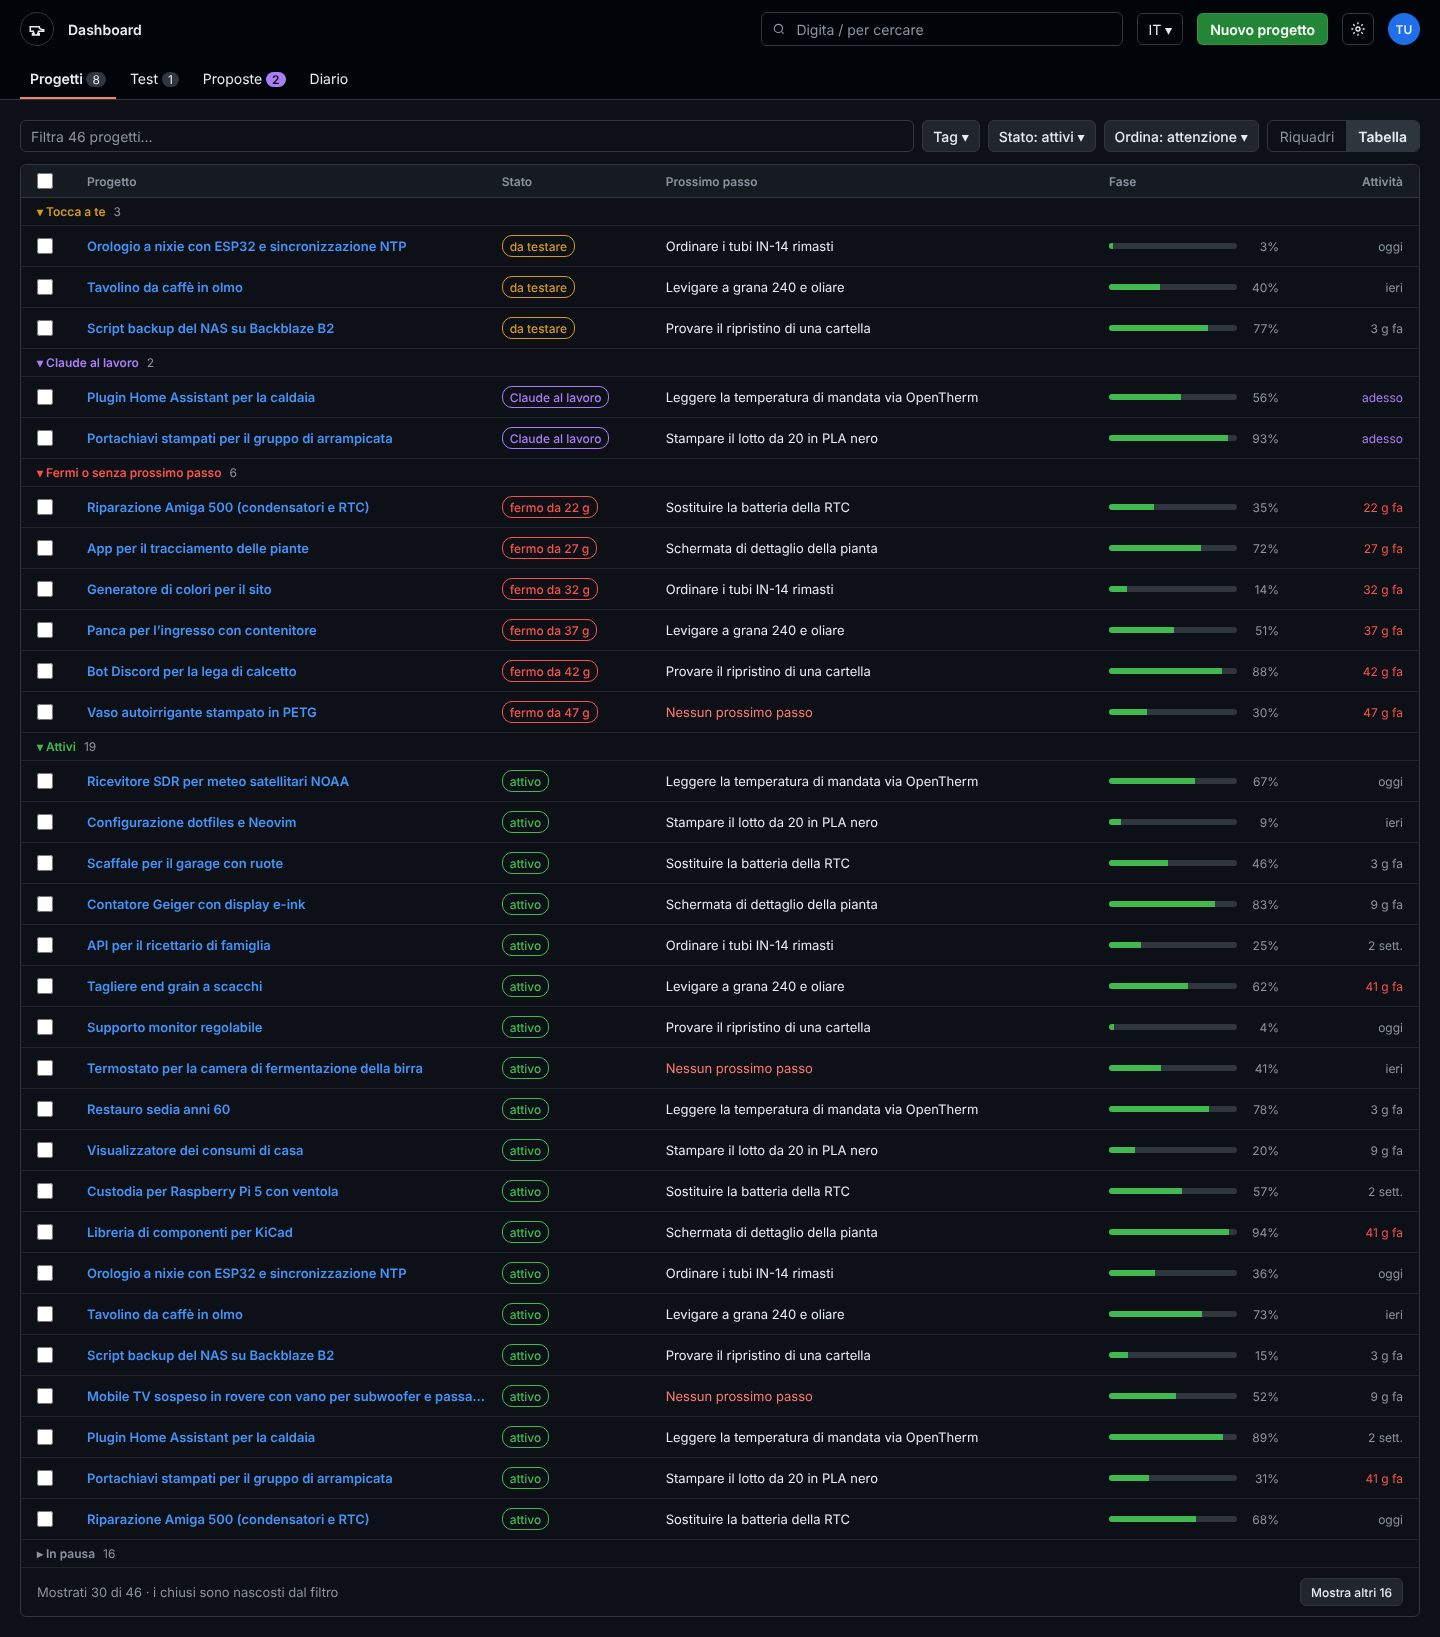 Dashboard
Digita / per cercare
IT ▾
Nuovo progetto
TU
Progetti 8
Test 1
Proposte 2
Diario
Filtra 46 progetti...
Tag ▾
Stato: attivi ▾
Ordina: attenzione ▾
Riquadri
Tabella
Progetto Stato Prossimo passo Fase Attività
▾ Tocca a te 3
Orologio a nixie con ESP32 e sincronizzazione NTP da testare Ordinare i tubi IN-14 rimasti 3% oggi
Tavolino da caffè in olmo da testare Levigare a grana 240 e oliare 40% ieri
Script backup del NAS su Backblaze B2 da testare Provare il ripristino di una cartella 77% 3 g fa
▾ Claude al lavoro 2
Plugin Home Assistant per la caldaia Claude al lavoro Leggere la temperatura di mandata via OpenTherm 56% adesso
Portachiavi stampati per il gruppo di arrampicata Claude al lavoro Stampare il lotto da 20 in PLA nero 93% adesso
▾ Fermi o senza prossimo passo 6
Riparazione Amiga 500 (condensatori e RTC) fermo da 22 g Sostituire la batteria della RTC 35% 22 g fa
App per il tracciamento delle piante fermo da 27 g Schermata di dettaglio della pianta 72% 27 g fa
Generatore di colori per il sito fermo da 32 g Ordinare i tubi IN-14 rimasti 14% 32 g fa
Panca per l'ingresso con contenitore fermo da 37 g Levigare a grana 240 e oliare 51% 37 g fa
Bot Discord per la lega di calcetto fermo da 42 g Provare il ripristino di una cartella 88% 42 g fa
Vaso autoirrigante stampato in PETG fermo da 47 g Nessun prossimo passo 30% 47 g fa
▾ Attivi 19
Ricevitore SDR per meteo satellitari NOAA attivo Leggere la temperatura di mandata via OpenTherm 67% oggi
Configurazione dotfiles e Neovim attivo Stampare il lotto da 20 in PLA nero 9% ieri
Scaffale per il garage con ruote attivo Sostituire la batteria della RTC 46% 3 g fa
Contatore Geiger con display e-ink attivo Schermata di dettaglio della pianta 83% 9 g fa
API per il ricettario di famiglia attivo Ordinare i tubi IN-14 rimasti 25% 2 sett.
Tagliere end grain a scacchi attivo Levigare a grana 240 e oliare 62% 41 g fa
Supporto monitor regolabile attivo Provare il ripristino di una cartella 4% oggi
Termostato per la camera di fermentazione della birra attivo Nessun prossimo passo 41% ieri
Restauro sedia anni 60 attivo Leggere la temperatura di mandata via OpenTherm 78% 3 g fa
Visualizzatore dei consumi di casa attivo Stampare il lotto da 20 in PLA nero 20% 9 g fa
Custodia per Raspberry Pi 5 con ventola attivo Sostituire la batteria della RTC 57% 2 sett.
Libreria di componenti per KiCad attivo Schermata di dettaglio della pianta 94% 41 g fa
Orologio a nixie con ESP32 e sincronizzazione NTP attivo Ordinare i tubi IN-14 rimasti 36% oggi
Tavolino da caffè in olmo attivo Levigare a grana 240 e oliare 73% ieri
Script backup del NAS su Backblaze B2 attivo Provare il ripristino di una cartella 15% 3 g fa
Mobile TV sospeso in rovere con vano per subwoofer e passa... attivo Nessun prossimo passo 52% 9 g fa
Plugin Home Assistant per la caldaia attivo Leggere la temperatura di mandata via OpenTherm 89% 2 sett.
Portachiavi stampati per il gruppo di arrampicata attivo Stampare il lotto da 20 in PLA nero 31% 41 g fa
Riparazione Amiga 500 (condensatori e RTC) attivo Sostituire la batteria della RTC 68% oggi
▸ In pausa 16
Mostrati 30 di 46 · i chiusi sono nascosti dal filtro
Mostra altri 16